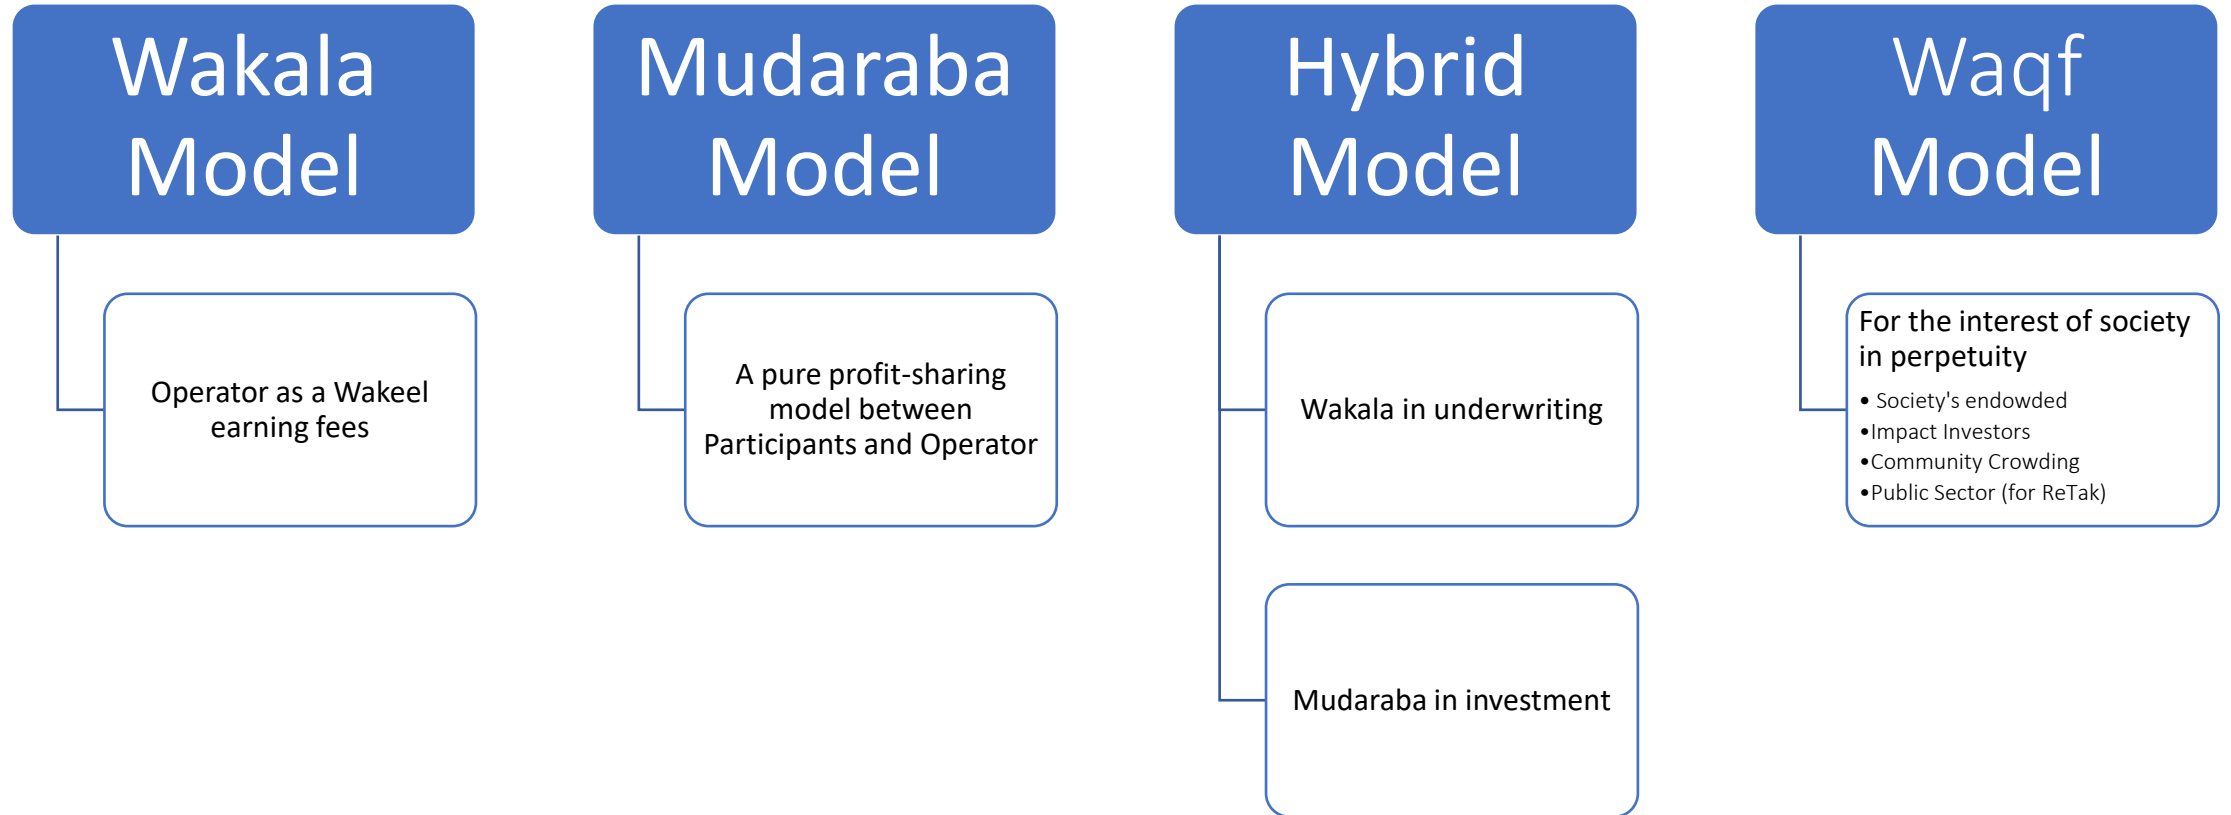 Wakala
Model
Operator as a Wakeel
earning fees
Mudaraba
Model
A pure profit-sharing
model between
Participants and Operator
Hybrid
Model
Wakala in underwriting
Mudaraba in investment
Waqf
Model
For the interest of society
in perpetuity
• Society's endowded
•Impact Investors
•Community Crowding
•Public Sector (for ReTak)